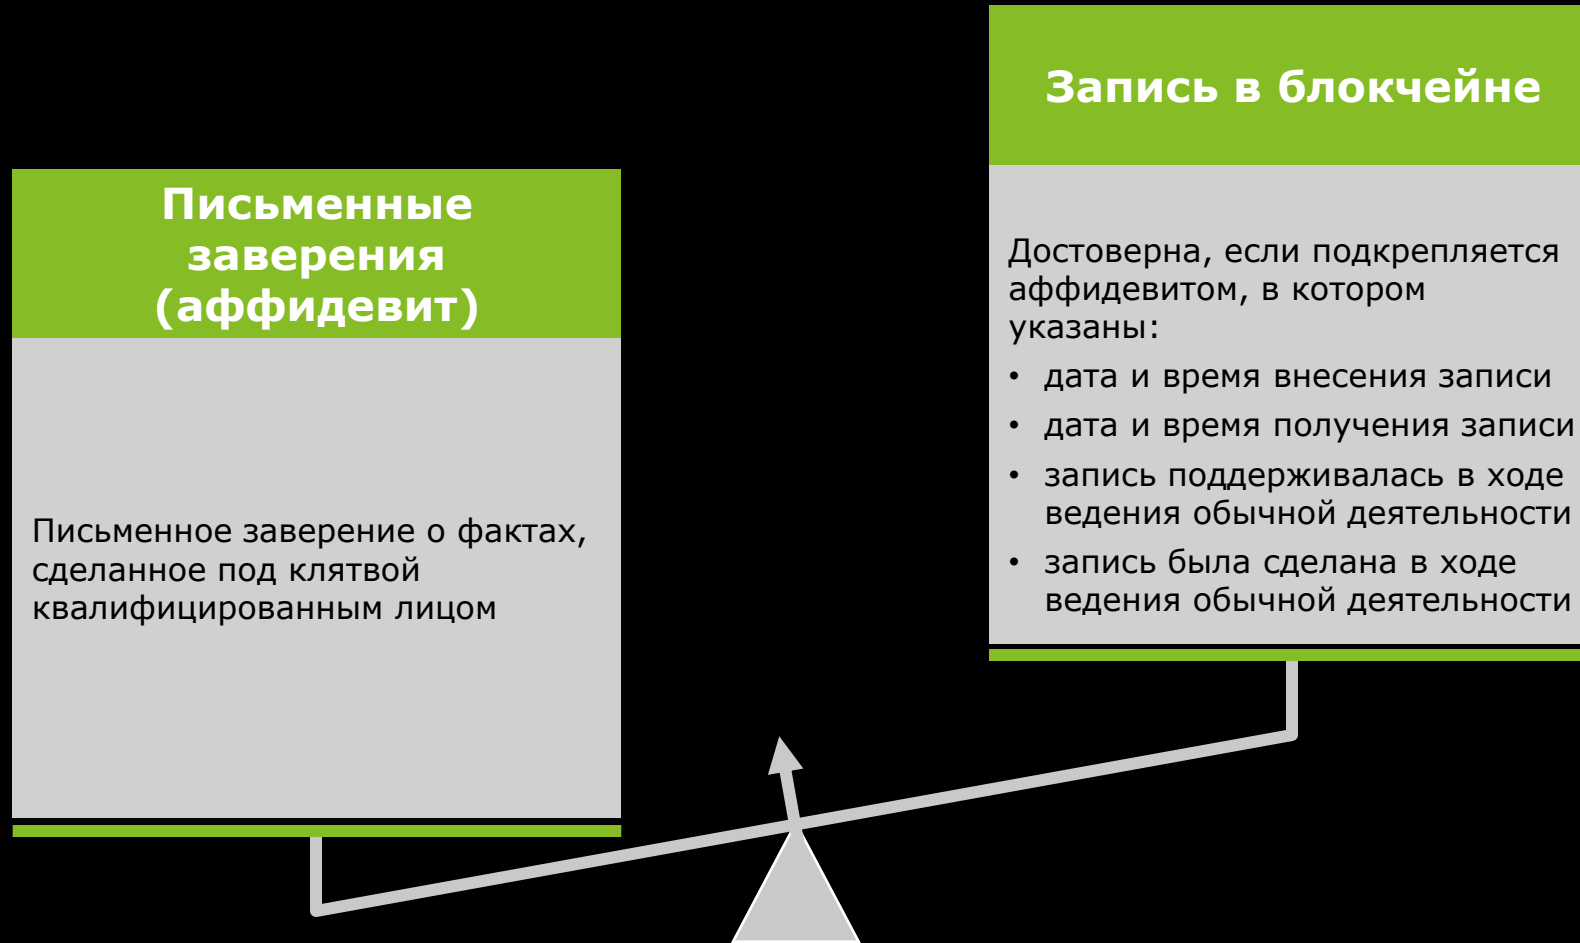 Письменные
заверения
(аффидевит)
Письменное заверение о фактах,
сделанное под клятвой
квалифицированным лицом
Запись в блокчейне
Достоверна, если подкрепляется
аффидевитом, в котором
указаны:
• дата и время внесения записи
• дата и время получения записи
• запись поддерживалась в ходе
ведения обычной деятельности
• запись была сделана в ходе
ведения обычной деятельности